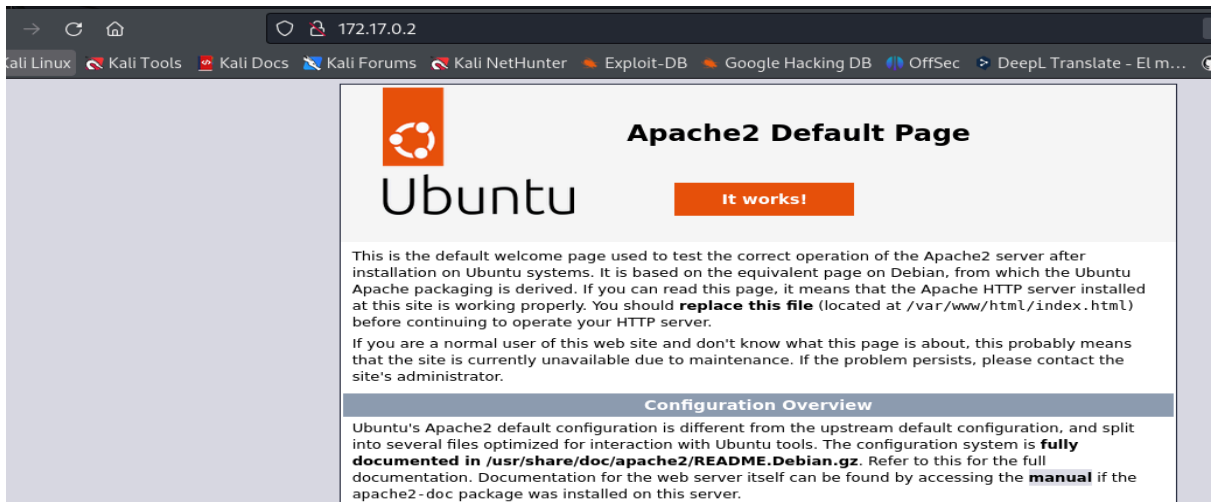 172.17.0.2
Kali Linux Kali Tools Kali Docs Kali Forums Kali NetHunter Exploit-DB Google Hacking DB OffSec DeepL Translate - El m...
Ubuntu
Apache2 Default Page
It works!
This is the default welcome page used to test the correct operation of the Apache2 server after
installation on Ubuntu systems. It is based on the equivalent page on Debian, from which the Ubuntu
Apache packaging is derived. If you can read this page, it means that the Apache HTTP server installed
at this site is working properly. You should replace this file (located at /var/www/html/index.html)
before continuing to operate your HTTP server.
If you are a normal user of this web site and don't know what this page is about, this probably means
that the site is currently unavailable due to maintenance. If the problem persists, please contact the
site's administrator.
Configuration Overview
Ubuntu's Apache2 default configuration is different from the upstream default configuration, and split
into several files optimized for interaction with Ubuntu tools. The configuration system is fully
documented in /usr/share/doc/apache2/README.Debian.gz. Refer to this for the full
documentation. Documentation for the web server itself can be found by accessing the manual if the
apache2-doc package was installed on this server.